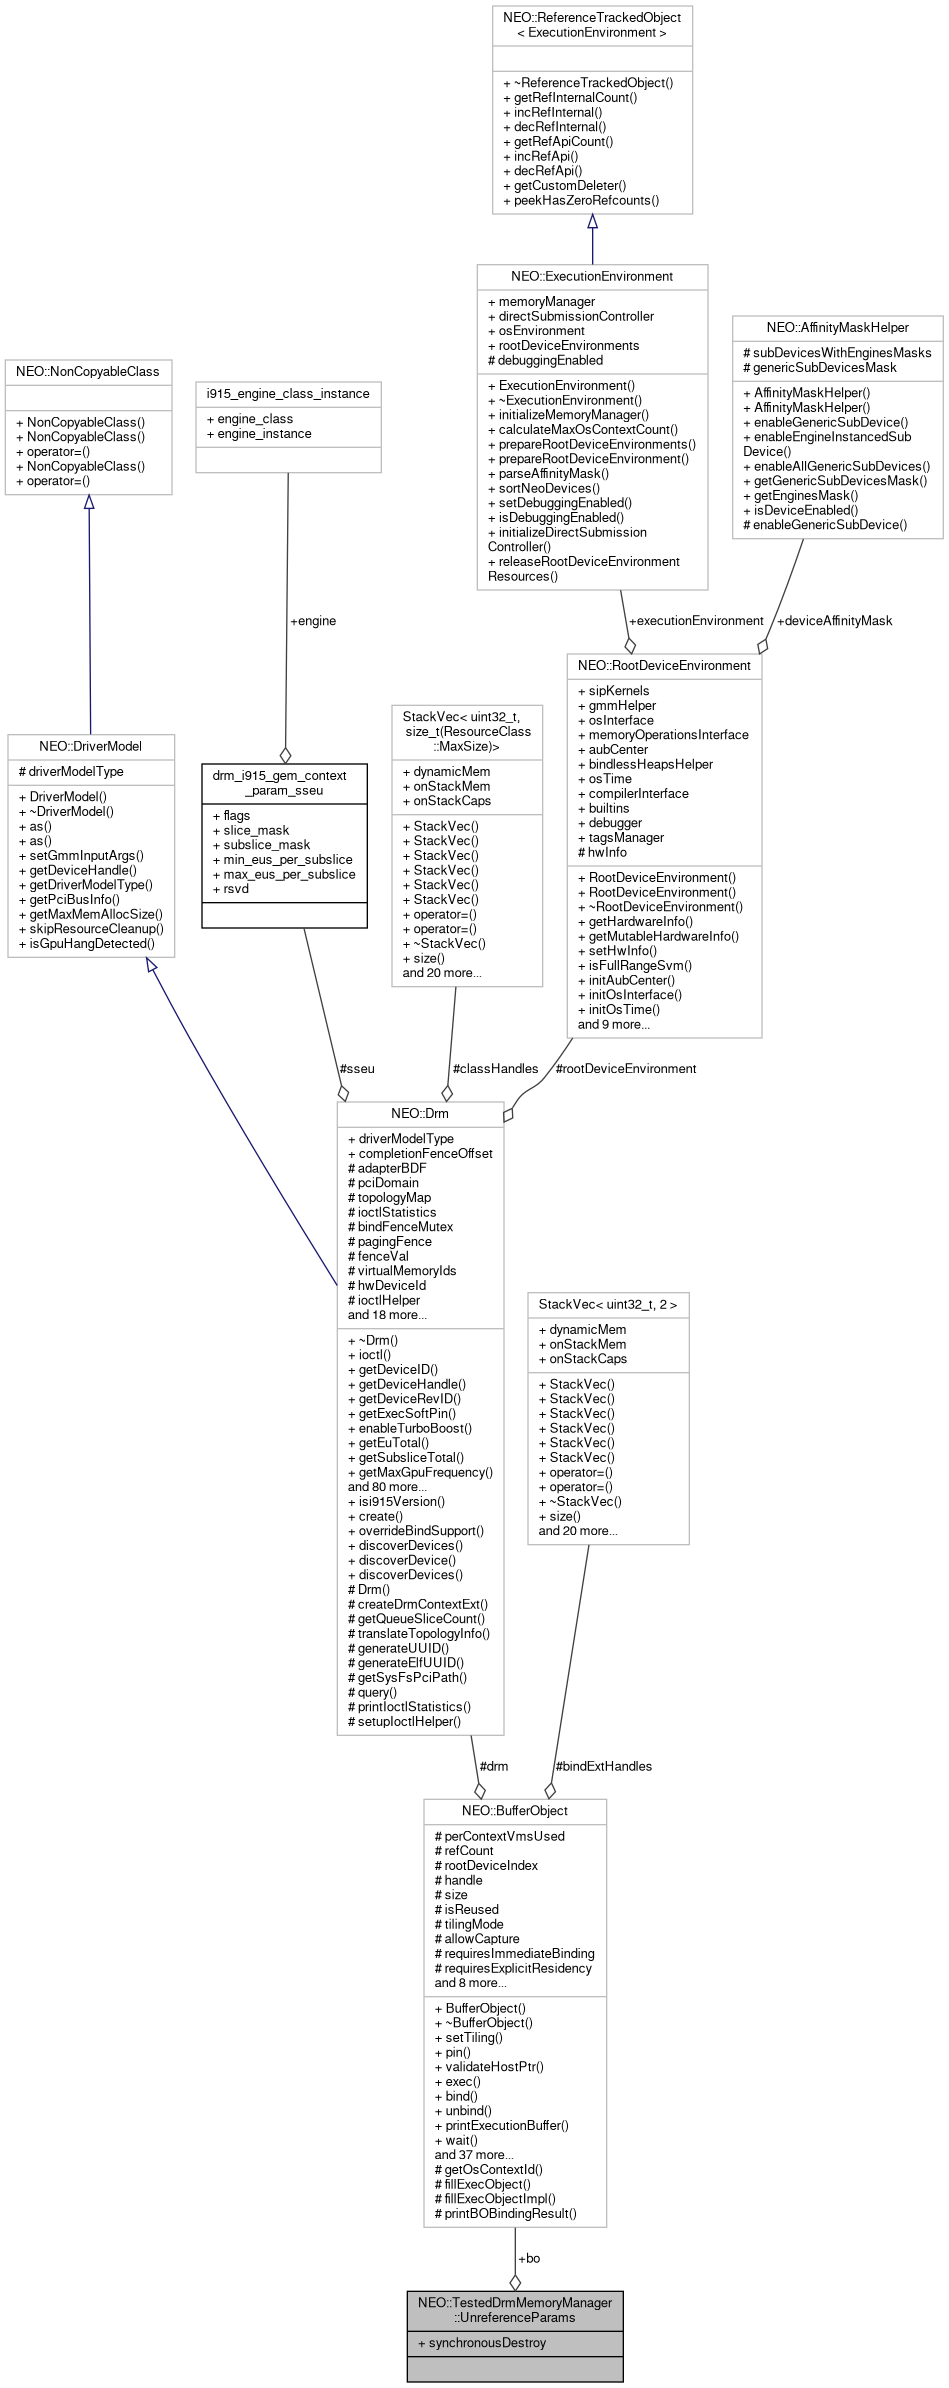 NEO::ReferenceTrackedObject
< ExecutionEnvironment >
+ ~ReferenceTrackedObject()
+ getRefInternalCount()
+ incRefInternal()
+ decRefInternal()
+ getRefApiCount()
+ incRefApi()
+ decRefApi()
+ getCustomDeleter()
+ peekHasZeroRefcounts()
NEO::ExecutionEnvironment
+ memoryManager
+ directSubmissionController
+ osEnvironment
+ rootDeviceEnvironments
# debuggingEnabled
+ ExecutionEnvironment()
+ ~ExecutionEnvironment()
+ initializeMemoryManager()
+ calculateMaxOsContextCount()
+ prepareRootDeviceEnvironments()
+ prepareRootDeviceEnvironment()
+ parseAffinityMask()
+ sortNeoDevices()
+ setDebuggingEnabled()
+ isDebuggingEnabled()
+ initializeDirectSubmission
Controller()
+ releaseRootDeviceEnvironment
Resources()
NEO::AffinityMaskHelper
# subDevicesWithEnginesMasks
# genericSubDevicesMask
+ AffinityMaskHelper()
+ AffinityMaskHelper()
+ enableGenericSubDevice()
+ enableEngineInstancedSub
Device()
+ enableAllGenericSubDevices()
+ getGenericSubDevicesMask()
+ getEnginesMask()
+ isDeviceEnabled()
# enableGenericSubDevice()
NEO::NonCopyableClass
+ NonCopyableClass()
+ NonCopyableClass()
+ operator=()
+ NonCopyableClass()
+ operator=()
i915_engine_class_instance
+ engine_class
+ engine_instance
+engine
+executionEnvironment
+deviceAffinityMask
NEO::RootDeviceEnvironment
+ sipKernels
+ gmmHelper
+ osInterface
+ memoryOperationsInterface
+ aubCenter
+ bindlessHeapsHelper
+ osTime
+ compilerInterface
+ builtins
+ debugger
+ tagsManager
# hwInfo
+ RootDeviceEnvironment()
+ RootDeviceEnvironment()
+ ~RootDeviceEnvironment()
+ getHardwareInfo()
+ getMutableHardwareInfo()
+ setHwInfo()
+ isFullRangeSvm()
+ initAubCenter()
+ initOsInterface()
+ initOsTime()
and 9 more...
StackVec< uint32_t,
size_t(ResourceClass
::MaxSize)>
+ dynamicMem
+ onStackMem
+ onStackCaps
+ StackVec()
+ StackVec()
+ StackVec()
+ StackVec()
+ StackVec()
+ StackVec()
+ operator=()
+ operator=()
+ ~StackVec()
+ size()
and 20 more...
NEO::DriverModel
# driverModelType
+ DriverModel()
+ ~DriverModel()
+ as()
+ as()
+ setGmmInputArgs()
+ getDeviceHandle()
+ getDriverModelType()
+ getPciBusInfo()
+ getMaxMemAllocSize()
+ skipResourceCleanup()
+ isGpuHangDetected()
drm_i915_gem_context
_param_sseu
+ flags
+ slice_mask
+ subslice_mask
+ min_eus_per_subslice
+ max_eus_per_subslice
+ rsvd
#sseu
#classHandles
#rootDeviceEnvironment
NEO::Drm
+ driverModelType
+ completionFenceOffset
# adapterBDF
# pciDomain
# topologyMap
# ioctlStatistics
# bindFenceMutex
# pagingFence
# fenceVal
# virtualMemoryIds
# hwDeviceId
# ioctlHelper
and 18 more...
+ ~Drm()
+ ioctl()
+ getDeviceID()
+ getDeviceHandle()
+ getDeviceRevID()
+ getExecSoftPin()
+ enableTurboBoost()
+ getEuTotal()
+ getSubsliceTotal()
+ getMaxGpuFrequency()
and 80 more...
+ isi915Version()
+ create()
+ overrideBindSupport()
+ discoverDevices()
+ discoverDevice()
+ discoverDevices()
# Drm()
# createDrmContextExt()
# getQueueSliceCount()
# translateTopologyInfo()
# generateUUID()
# generateElfUUID()
# getSysFsPciPath()
# query()
# printIoctlStatistics()
# setupIoctlHelper()
StackVec< uint32_t, 2 >
+ dynamicMem
+ onStackMem
+ onStackCaps
+ StackVec()
+ StackVec()
+ StackVec()
+ StackVec()
+ StackVec()
+ StackVec()
+ operator=()
+ operator=()
+ ~StackVec()
+ size()
and 20 more...
#drm
#bindExtHandles
NEO::BufferObject
# perContextVmsUsed
# refCount
# rootDeviceIndex
# handle
# size
# isReused
# tilingMode
# allowCapture
# requiresImmediateBinding
# requiresExplicitResidency
and 8 more...
+ BufferObject()
+ ~BufferObject()
+ setTiling()
+ pin()
+ validateHostPtr()
+ exec()
+ bind()
+ unbind()
+ printExecutionBuffer()
+ wait()
and 37 more...
# getOsContextId()
# fillExecObject()
# fillExecObjectImpl()
# printBOBindingResult()
+bo
NEO::TestedDrmMemoryManager
::UnreferenceParams
+ synchronousDestroy